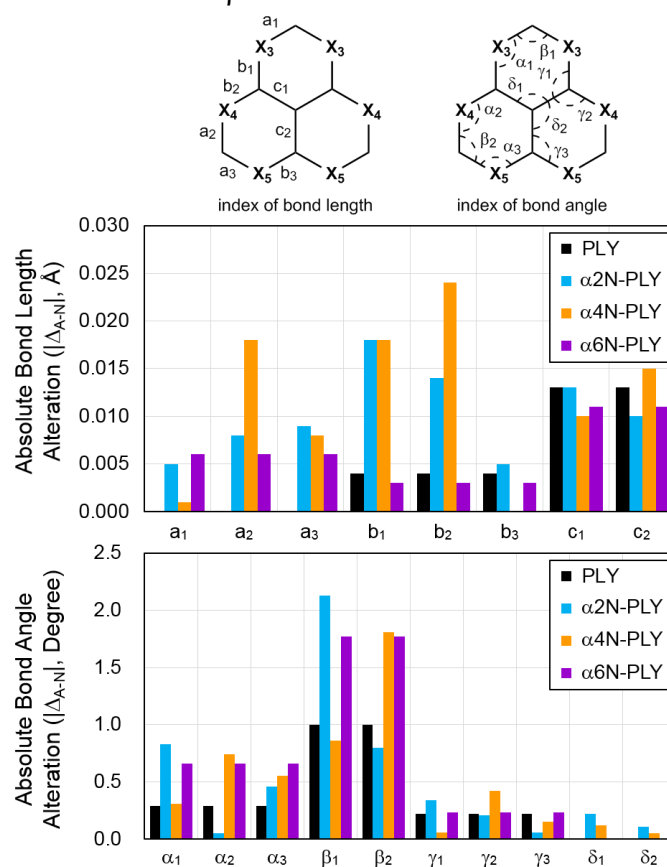 a₁
X₃ X₃
b₁
b₂ c₁
X₄ X₄
a₂ c₂
a₃ X₅ b₃ X₅
index of bond length
X₃ β₁ X₃
α₁ γ₁
δ₁
X₄ α₂ γ₂ X₄
β₂ δ₂
α₃ γ₃
X₅ X₅
index of bond angle
Absolute Bond Length
Alteration (|Δ_A-N|, Å)
0.030
0.025
0.020
0.015
0.010
0.005
0.000
PLY
α2N-PLY
α4N-PLY
α6N-PLY
a₁ a₂ a₃ b₁ b₂ b₃ c₁ c₂
Absolute Bond Angle
Alteration (|Δ_A-N|, Degree)
2.5
2.0
1.5
1.0
0.5
0.0
PLY
α2N-PLY
α4N-PLY
α6N-PLY
α₁ α₂ α₃ β₁ β₂ γ₁ γ₂ γ₃ δ₁ δ₂